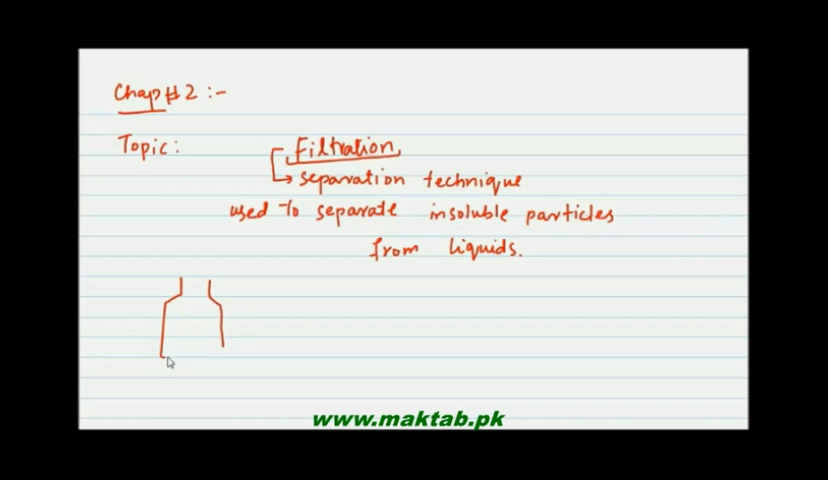 Chap # 2 :-
Topic: Filtration
→ separation technique
used to separate insoluble particles
from liquids.
www.maktab.pk